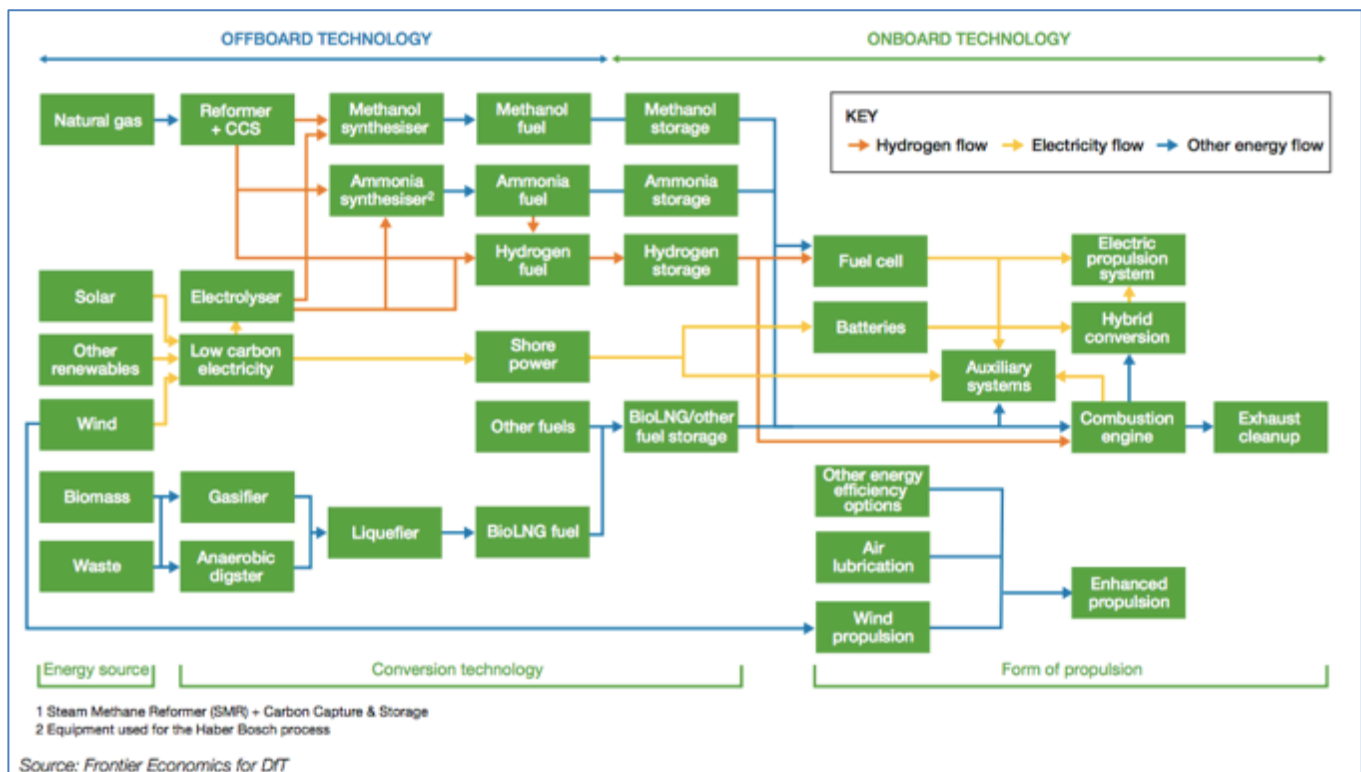 OFFBOARD TECHNOLOGY
ONBOARD TECHNOLOGY
Natural gas
Reformer
+ CCS
Methanol
synthesiser
Methanol
fuel
Methanol
storage
KEY
Hydrogen flow
Electricity flow
Other energy flow
Ammonia
synthesiser²
Ammonia
fuel
Ammonia
storage
Hydrogen
fuel
Hydrogen
storage
Fuel cell
Electric
propulsion
system
Solar
Electrolyser
Batteries
Hybrid
conversion
Other
renewables
Low carbon
electricity
Shore
power
Auxiliary
systems
Wind
Other fuels
BioLNG/other
fuel storage
Combustion
engine
Exhaust
cleanup
Biomass
Gasifier
Other energy
efficiency
options
Liquefier
BioLNG fuel
Waste
Anaerobic
digster
Air
lubrication
Enhanced
propulsion
Wind
propulsion
Energy source
Conversion technology
Form of propulsion
1 Steam Methane Reformer (SMR) + Carbon Capture & Storage
2 Equipment used for the Haber Bosch process
Source: Frontier Economics for DfT